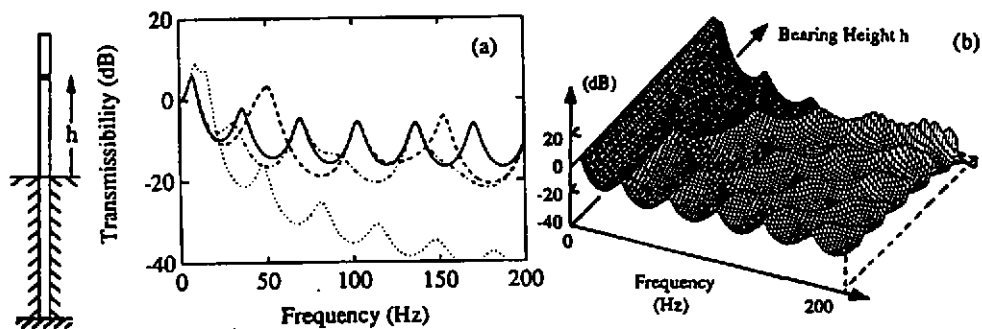 h
Transmissibility (dB)
20
0
-20
-40
(a)
0
50
100
150
200
Frequency (Hz)
Bearing Height h
(b)
(dB)
20
0
-20
-40
0
Frequency
(Hz)
200